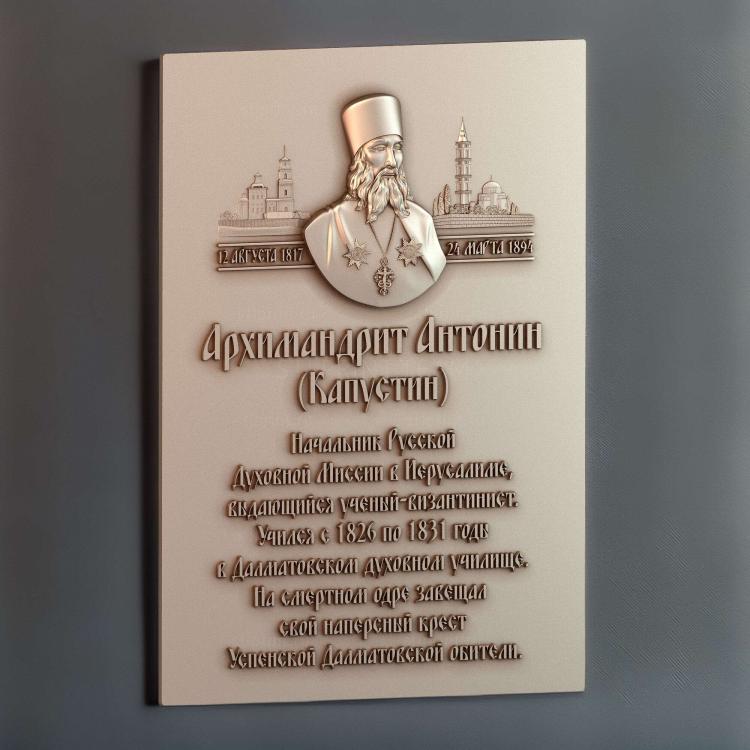 12 АВГУСТА 1817
24 МАРТА 1894
Архимандрит Антонин
(Капустин)
Начальник Русской
Духовной Миссии в Иерусалиме,
выдающийся ученый-византинист.
Учился с 1826 по 1831 годы
в Далматовском духовном училище.
На смертном одре завещал
свой наперсный крест
Успенской Далматовской обители.